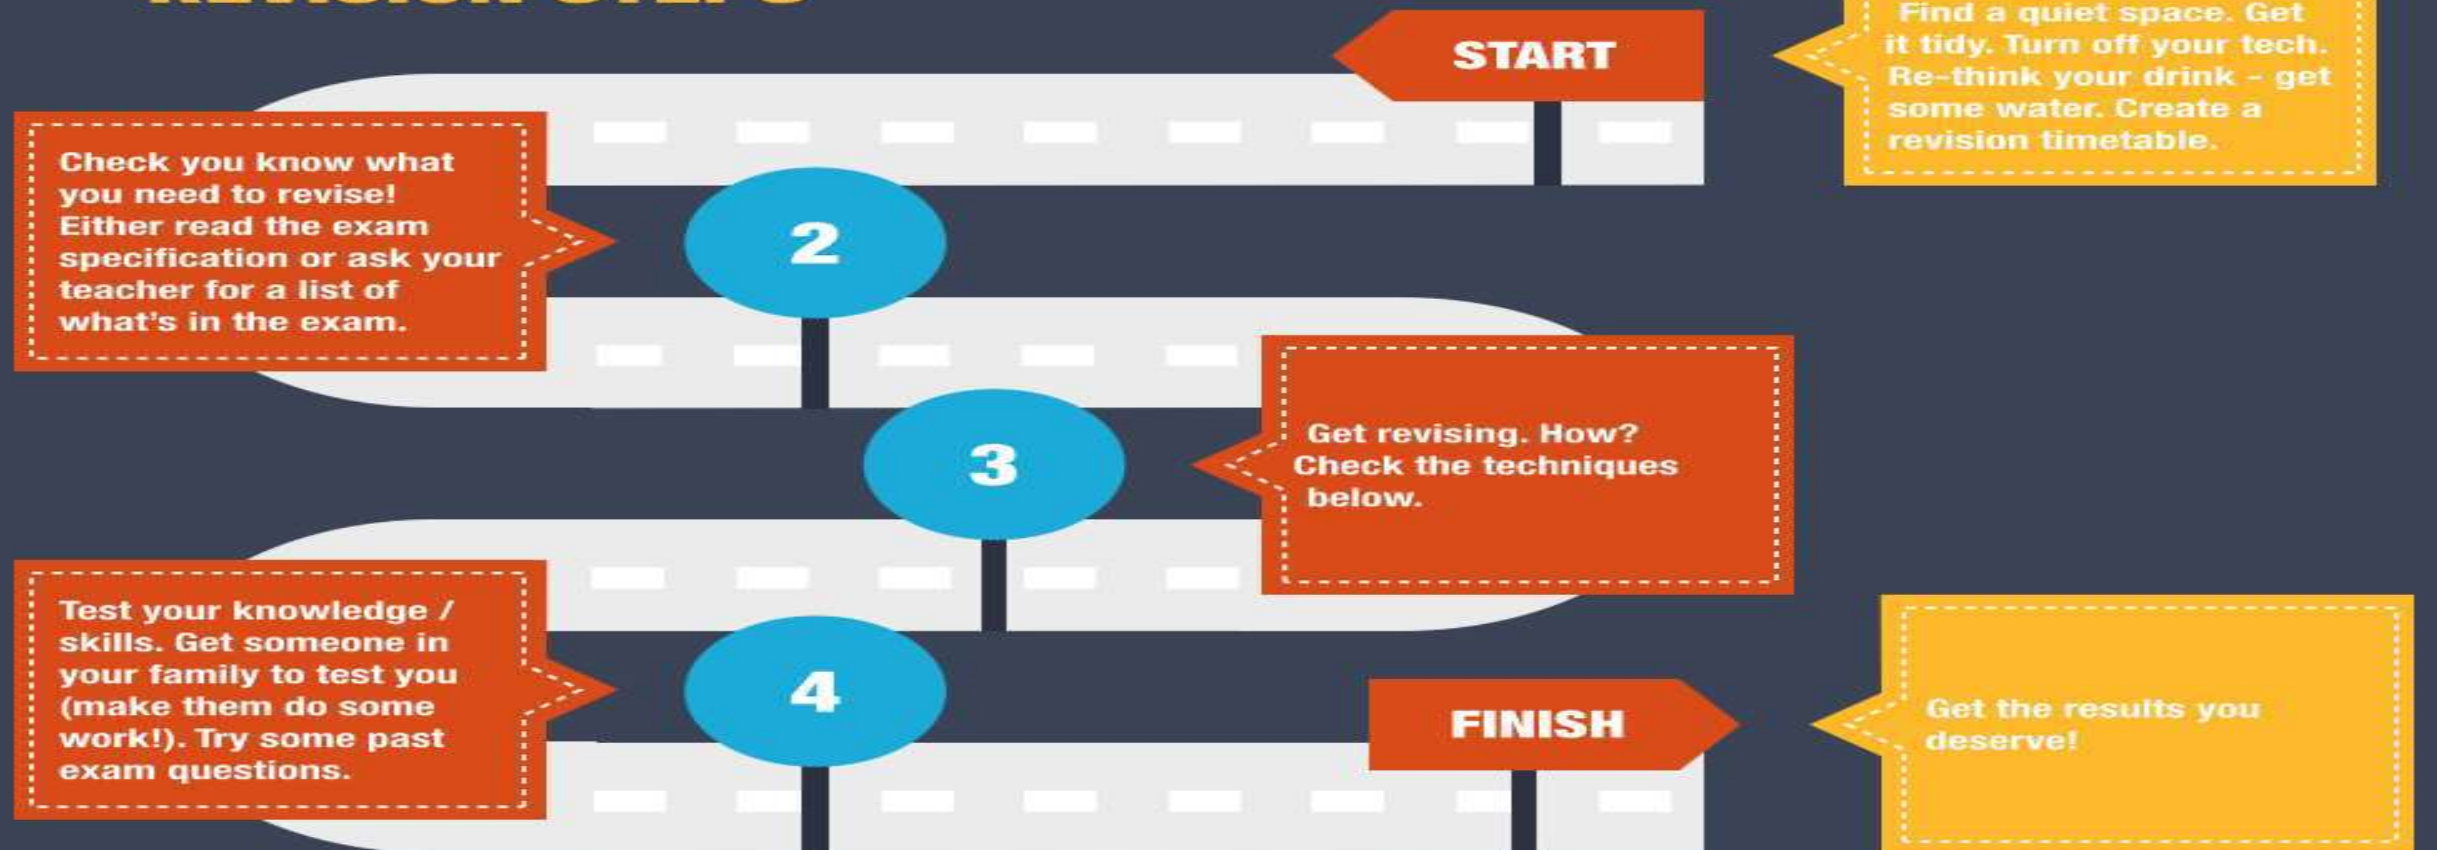 REVISION STEPS
START
Find a quiet space. Get
it tidy. Turn off your tech.
Re-think your drink - get
some water. Create a
revision timetable.
Check you know what
you need to revise!
Either read the exam
specification or ask your
teacher for a list of
what's in the exam.
2
3
Get revising. How?
Check the techniques
below.
Test your knowledge /
skills. Get someone in
your family to test you
(make them do some
work!). Try some past
exam questions.
4
FINISH
Get the results you
deserve!